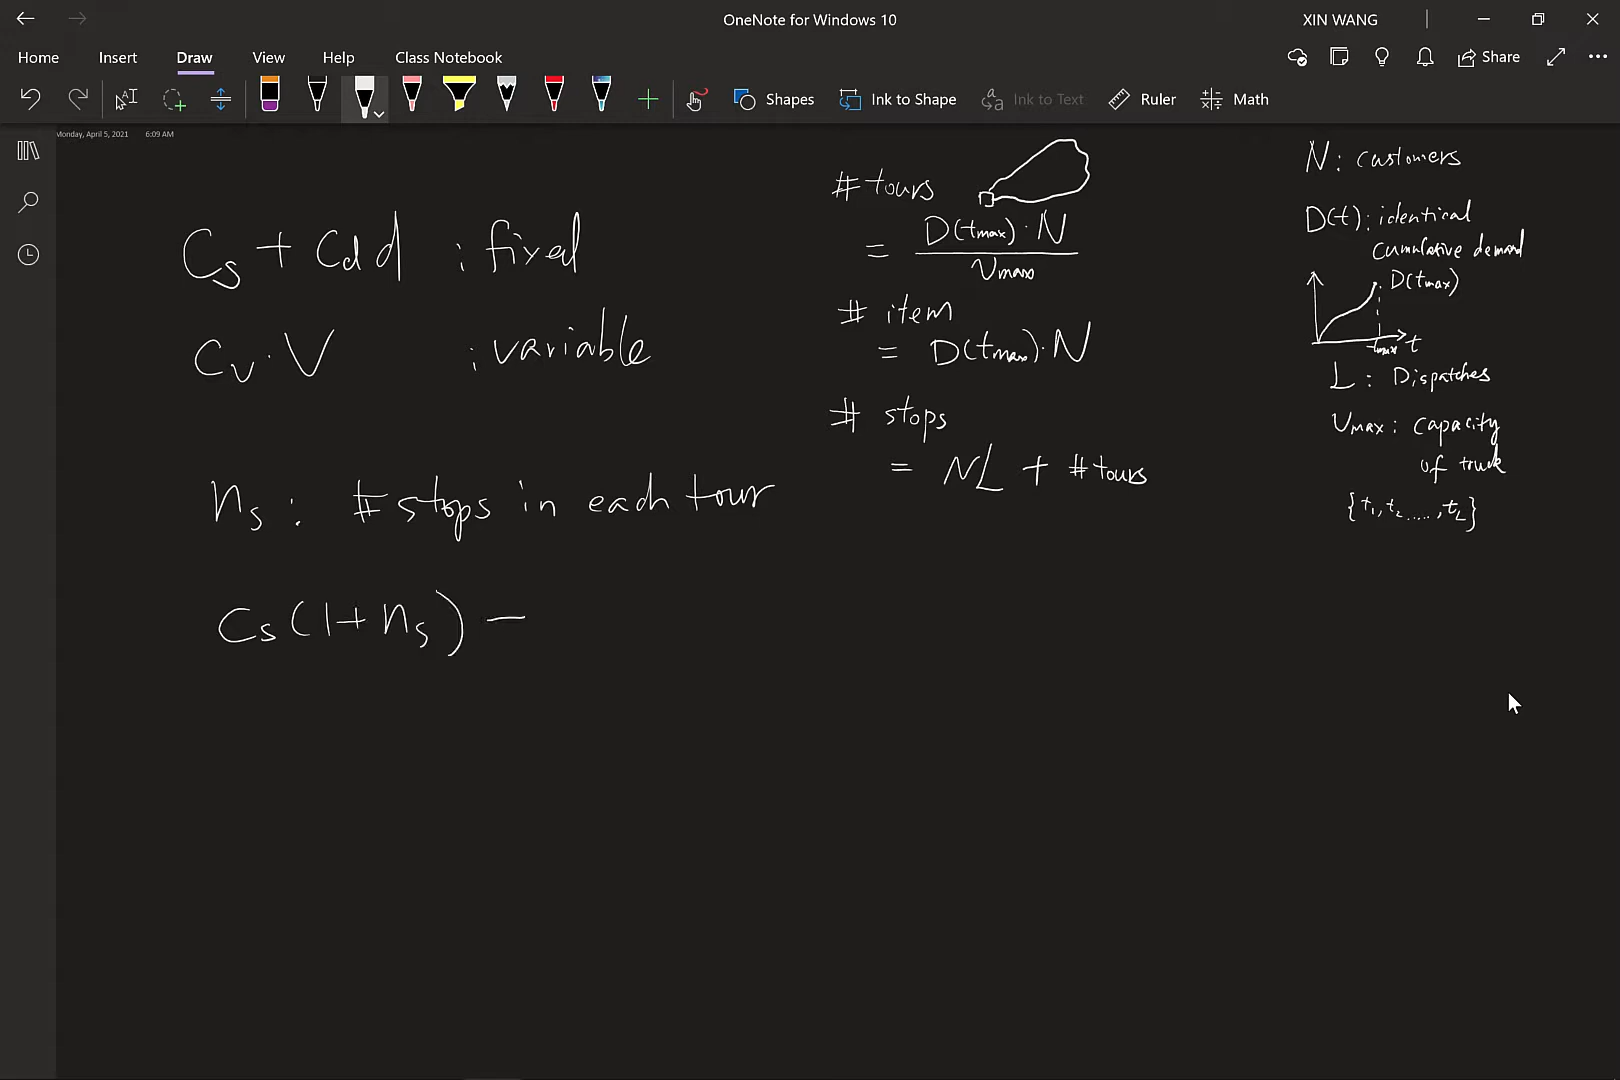 OneNote for Windows 10
XIN WANG
Home Insert Draw View Help Class Notebook
Share
Shapes Ink to Shape Ink to Text Ruler Math
Monday, April 5, 2021 6:09 AM
Cs + Cd d : fixed
Cv · V : variable
ns : # stops in each tour
Cs (1 + ns) —
# tours
= D(tmax) · N / Vmax
# item
= D(tmax) · N
# stops
= NL + # tours
N : customers
D(t) : identical
cumulative demand
D(tmax)
tmax t
L : Dispatches
Vmax : capacity
of truck
{t1, t2 ....., tL}